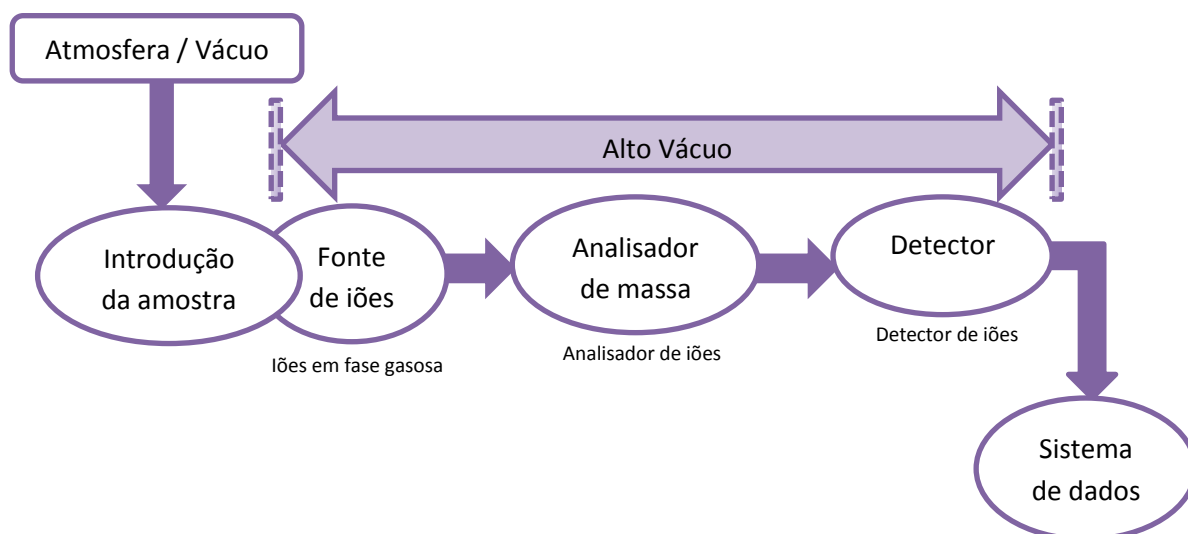 Atmosfera / Vácuo
Alto Vácuo
Introdução
da amostra
Fonte
de iões
Iões em fase gasosa
Analisador
de massa
Analisador de iões
Detector
Detector de iões
Sistema
de dados